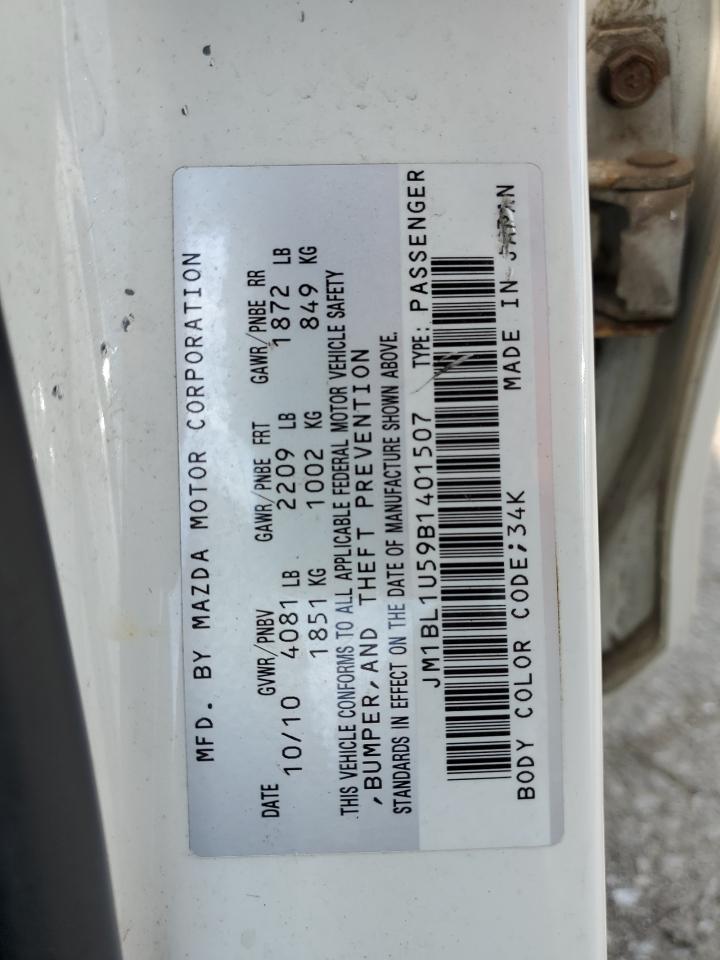 MFD. BY MAZDA MOTOR CORPORATION
DATE GVWR/PNBV GAWR/PNBE FRT GAWR/PNBE RR
10/10 4081 LB 2209 LB 1872 LB
1851 KG 1002 KG 849 KG
THIS VEHICLE CONFORMS TO ALL APPLICABLE FEDERAL MOTOR VEHICLE SAFETY
,BUMPER,AND THEFT PREVENTION
STANDARDS IN EFFECT ON THE DATE OF MANUFACTURE SHOWN ABOVE.
JM1BL1U59B1401507 TYPE: PASSENGER
BODY COLOR CODE;34K MADE IN JAPAN